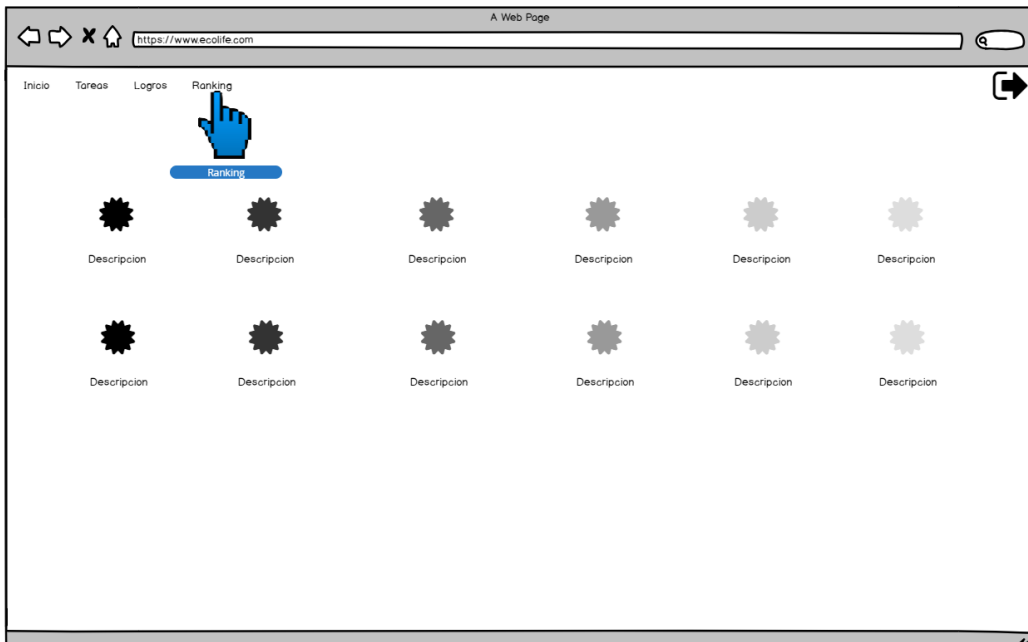 A Web Page
https://www.ecolife.com
Inicio Tareas Logros Ranking
Ranking
Descripcion Descripcion Descripcion Descripcion Descripcion Descripcion
Descripcion Descripcion Descripcion Descripcion Descripcion Descripcion